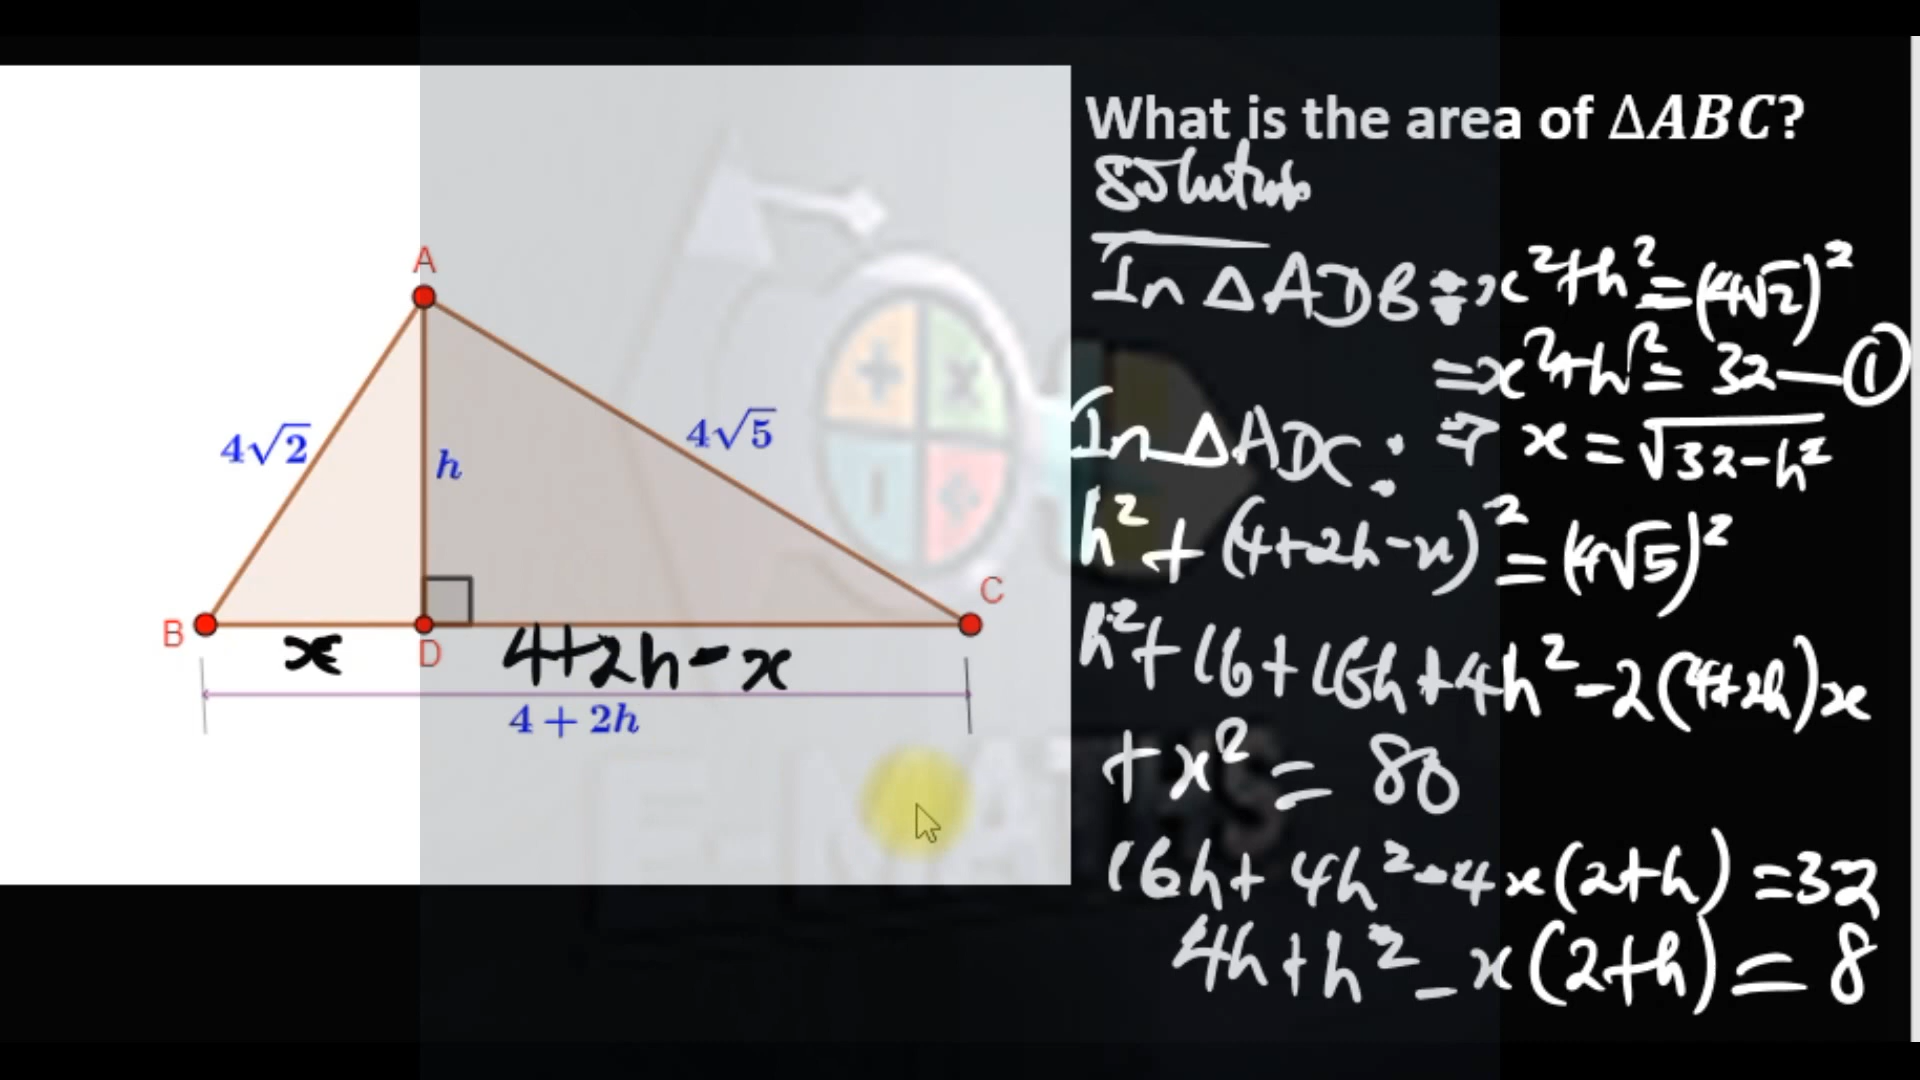 What is the area of ΔABC?
Solution
In ΔADB: x²+h²=(4√2)²
=x²+h²=32—①
In ΔADC: ⇒ x=√32-h²
h²+(4+2h-x)²=(4√5)²
h²+16+16h+4h²-2(4+2h)x
+x²=80
16h+4h²-4x(2+h)=32
4h+h²-x(2+h)=8
A
4√2
h
4√5
B
D
C
x
4+2h-x
4 + 2h